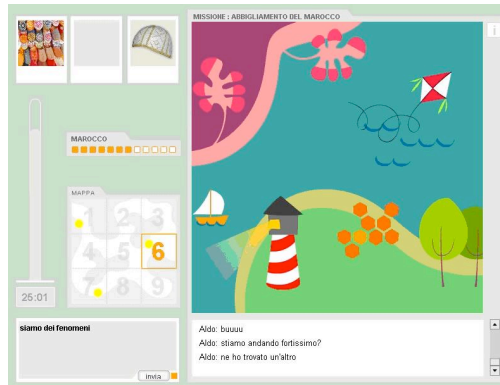 MISSIONE : ABBIGLIAMENTO DEL MAROCCO
i
MAROCCO
MAPPA
1 2 3
4 5 6
7 8 9
25:01
siamo dei fenomeni
invia
Aldo: buuuu
Aldo: stiamo andando fortissimo?
Aldo: ne ho trovato un'altro